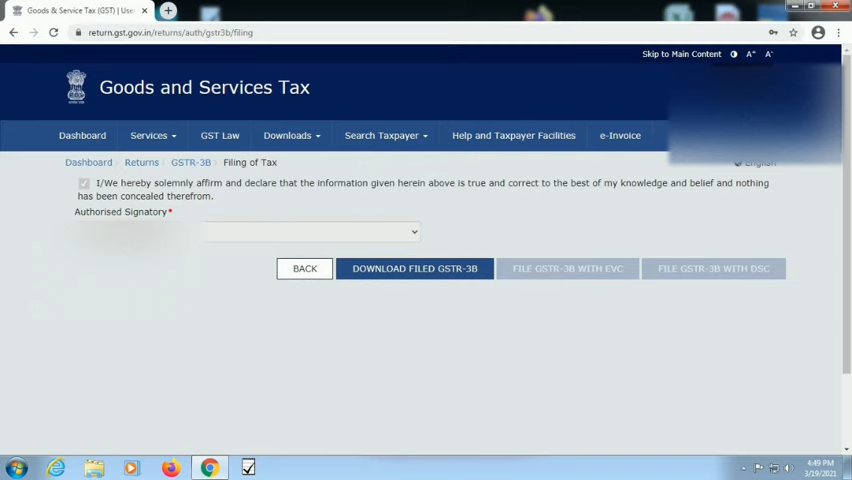 Goods & Service Tax (GST) | Use
return.gst.gov.in/returns/auth/gstr3b/filing
Skip to Main Content A+ A-
Goods and Services Tax
Dashboard Services GST Law Downloads Search Taxpayer Help and Taxpayer Facilities e-Invoice
Dashboard Returns GSTR-3B Filing of Tax English
I/We hereby solemnly affirm and declare that the information given herein above is true and correct to the best of my knowledge and belief and nothing
has been concealed therefrom.
Authorised Signatory*
BACK DOWNLOAD FILED GSTR-3B FILE GSTR-3B WITH EVC FILE GSTR-3B WITH DSC
4:49 PM
3/19/2021